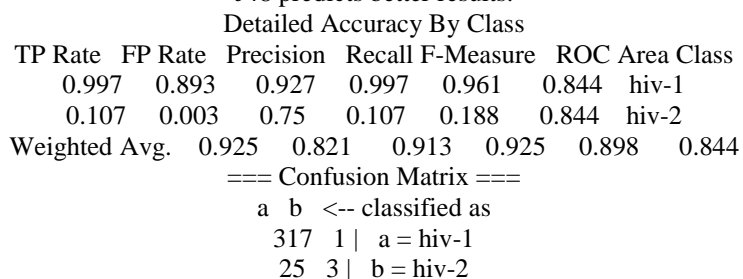 predicts better results.
Detailed Accuracy By Class
TP Rate FP Rate Precision Recall F-Measure ROC Area Class
0.997 0.893 0.927 0.997 0.961 0.844 hiv-1
0.107 0.003 0.75 0.107 0.188 0.844 hiv-2
Weighted Avg. 0.925 0.821 0.913 0.925 0.898 0.844
=== Confusion Matrix ===
a b <-- classified as
317 1 | a = hiv-1
25 3 | b = hiv-2